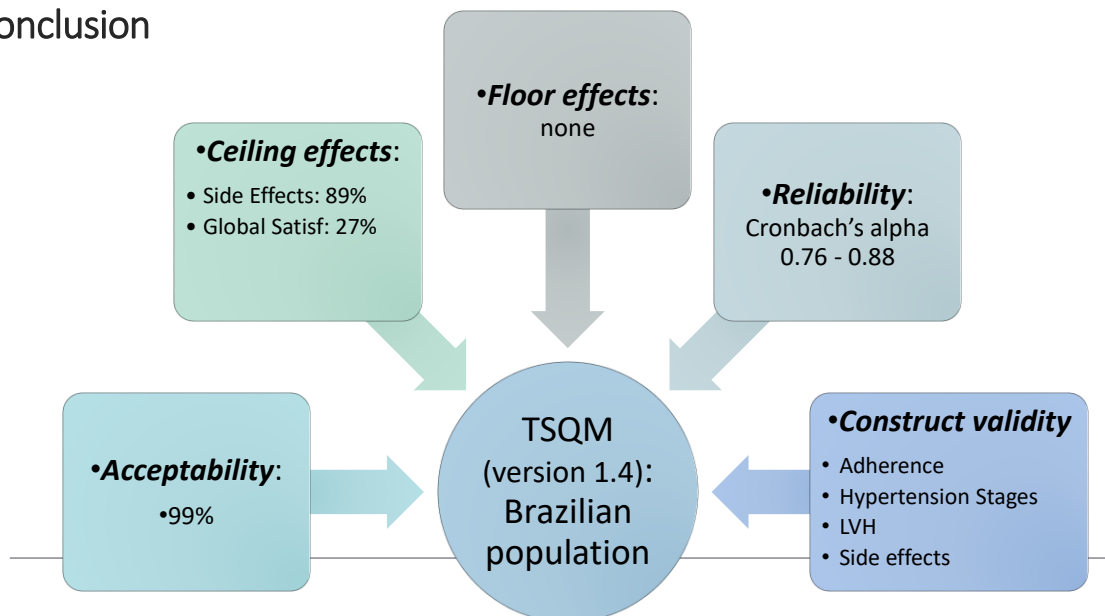 onclusion
•Floor effects:
none
•Ceiling effects:
• Side Effects: 89%
• Global Satisf: 27%
•Reliability:
Cronbach’s alpha
0.76 - 0.88
•Acceptability:
•99%
TSQM
(version 1.4):
Brazilian
population
•Construct validity
• Adherence
• Hypertension Stages
• LVH
• Side effects